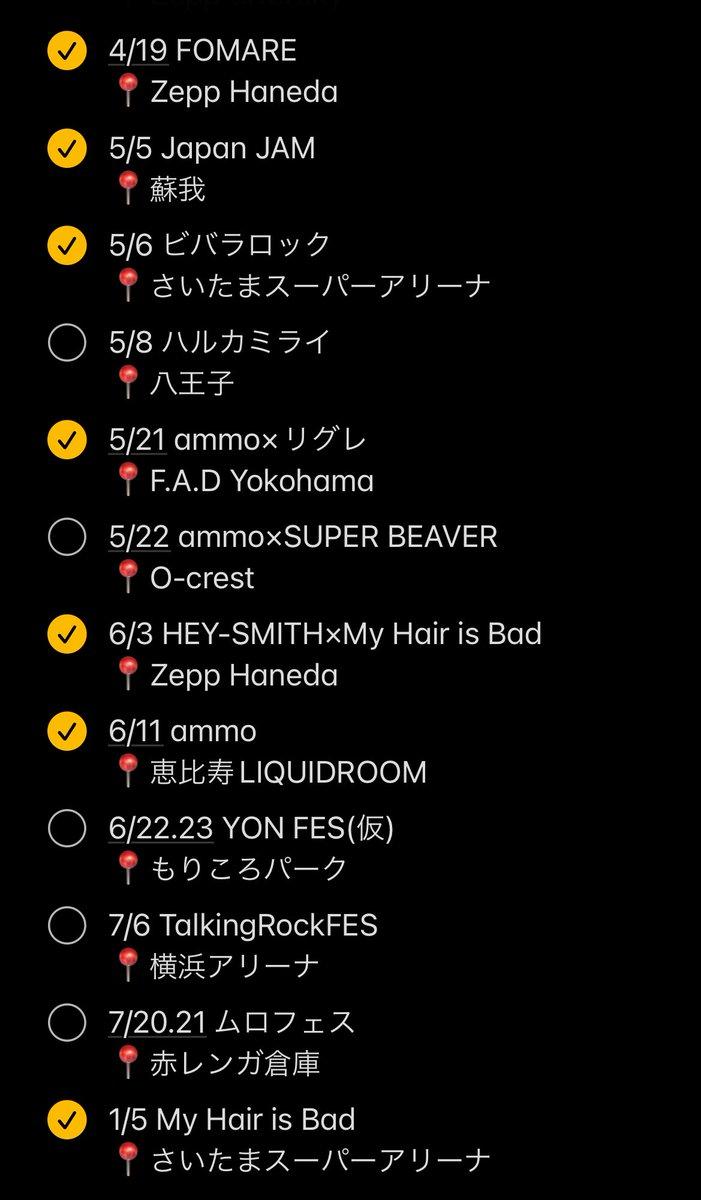 4/19 FOMARE
📍Zepp Haneda
5/5 Japan JAM
📍蘇我
5/6 ビバラロック
📍さいたまスーパーアリーナ
5/8 ハルカミライ
📍八王子
5/21 ammo×リグレ
📍F.A.D Yokohama
5/22 ammo×SUPER BEAVER
📍O-crest
6/3 HEY-SMITH×My Hair is Bad
📍Zepp Haneda
6/11 ammo
📍恵比寿LIQUIDROOM
6/22.23 YON FES(仮)
📍もりころパーク
7/6 TalkingRockFES
📍横浜アリーナ
7/20.21 ムロフェス
📍赤レンガ倉庫
1/5 My Hair is Bad
📍さいたまスーパーアリーナ